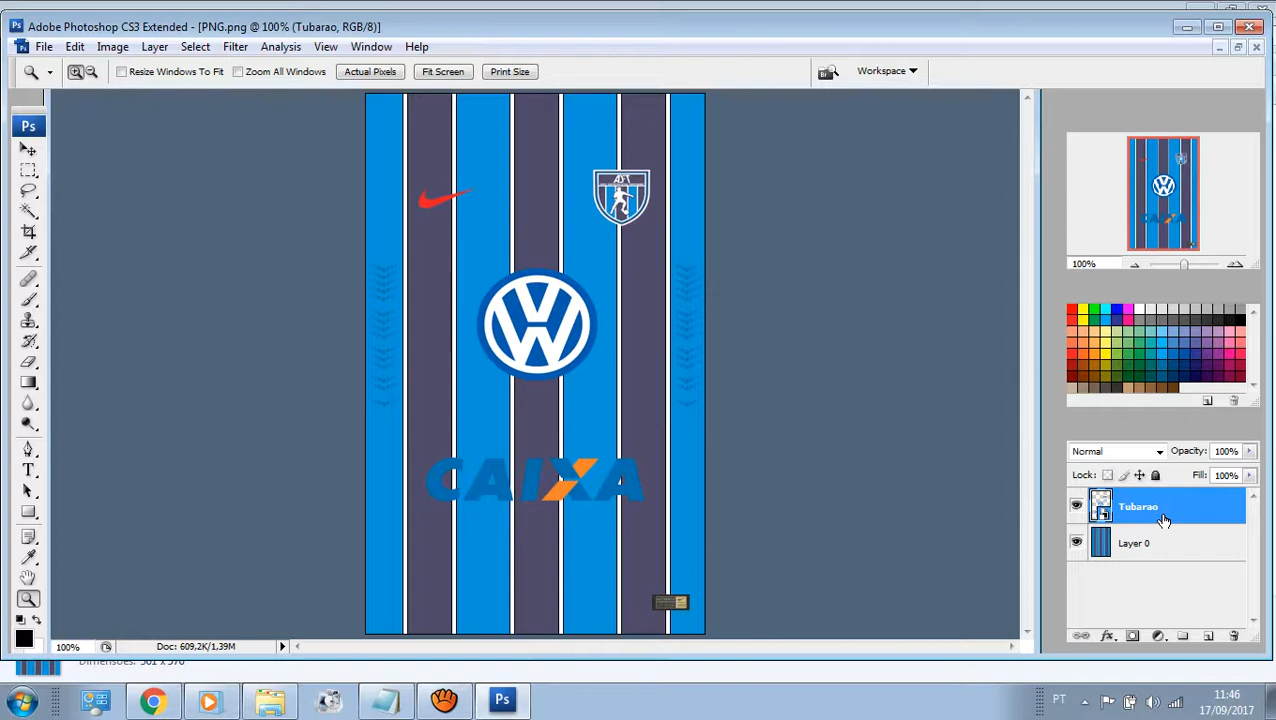 Adobe Photoshop CS3 Extended - [PNG.png @ 100% (Tubarao, RGB/8)]
File Edit Image Layer Select Filter Analysis View Window Help
Resize Windows To Fit Zoom All Windows Actual Pixels Fit Screen Print Size Br Workspace
Ps
100%
Normal Opacity: 100%
Lock: Fill: 100%
Tubarao
Layer 0
CAIXA
T
100% Doc: 609,2K/1,39M
Ps PT 11:46
17/09/2017